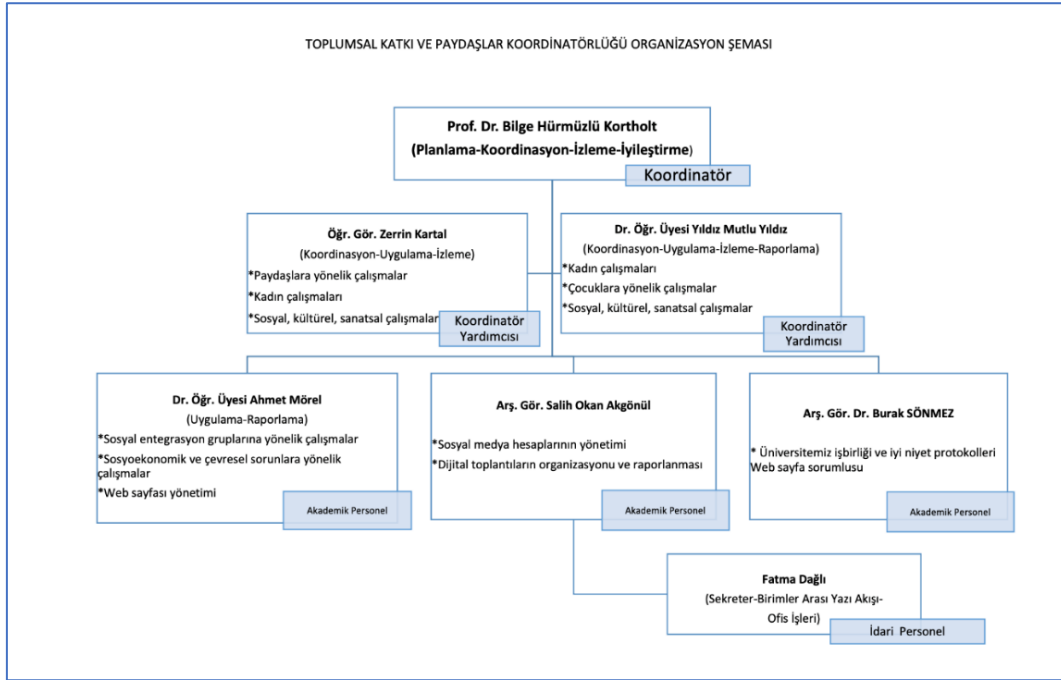 TOPLUMSAL KATKI VE PAYDAŞLAR KOORDİNATÖRLÜĞÜ ORGANİZASYON ŞEMASI
Prof. Dr. Bilge Hürmüzlü Kortholt
(Planlama-Koordinasyon-İzleme-İyileştirme)
Koordinatör
Öğr. Gör. Zerrin Kartal
(Koordinasyon-Uygulama-İzleme)
*Paydaşlara yönelik çalışmalar
*Kadın çalışmaları
*Sosyal, kültürel, sanatsal çalışmalar
Koordinatör
Yardımcısı
Dr. Öğr. Üyesi Yıldız Mutlu Yıldız
(Koordinasyon-Uygulama-İzleme-Raporlama)
*Kadın çalışmaları
*Çocuklara yönelik çalışmalar
*Sosyal, kültürel, sanatsal çalışmalar
Koordinatör
Yardımcısı
Dr. Öğr. Üyesi Ahmet Mörel
(Uygulama-Raporlama)
*Sosyal entegrasyon gruplarına yönelik çalışmalar
*Sosyoekonomik ve çevresel sorunlara yönelik
çalışmalar
*Web sayfası yönetimi
Akademik Personel
Arş. Gör. Salih Okan Akgönül
*Sosyal medya hesaplarının yönetimi
*Dijital toplantıların organizasyonu ve raporlanması
Akademik Personel
Arş. Gör. Dr. Burak SÖNMEZ
* Üniversitemiz işbirliği ve iyi niyet protokolleri
Web sayfa sorumlusu
Akademik Personel
Fatma Dağlı
(Sekreter-Birimler Arası Yazı Akışı-
Ofis İşleri)
İdari Personel